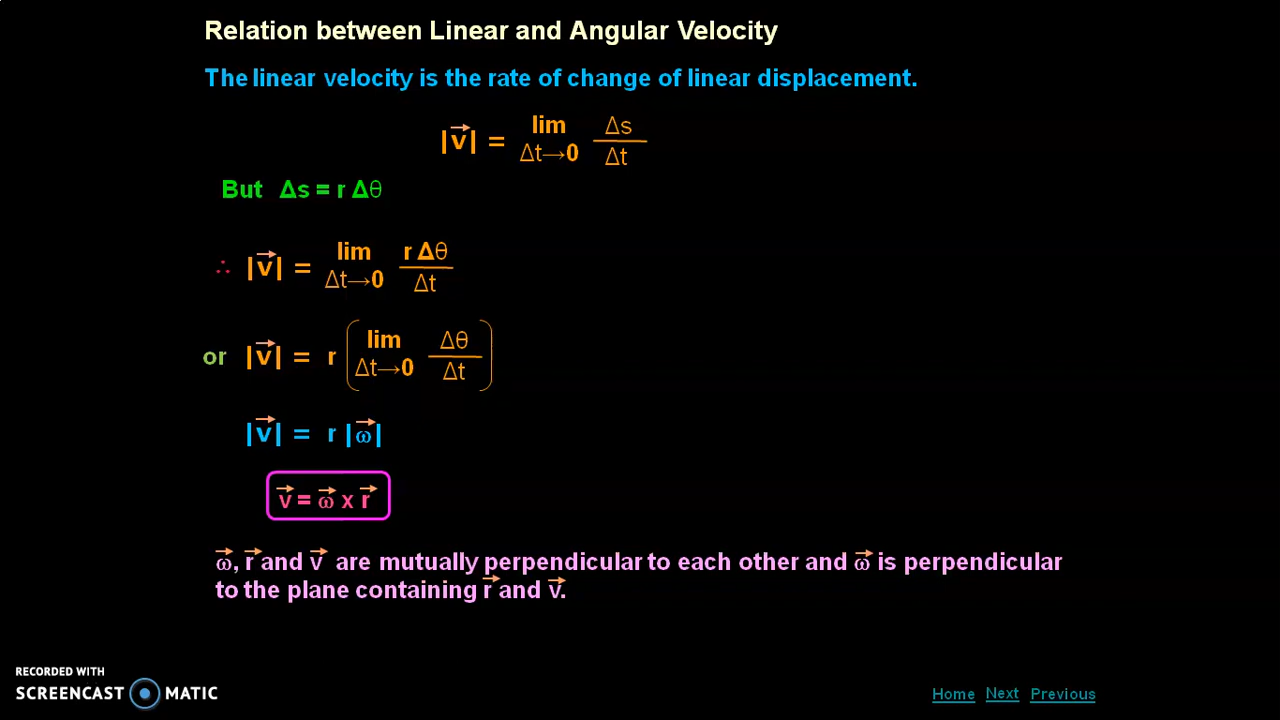 Relation between Linear and Angular Velocity
The linear velocity is the rate of change of linear displacement.
|v⃗| = lim Δt→0 Δs/Δt
But Δs = r Δθ
∴ |v⃗| = lim Δt→0 r Δθ/Δt
or |v⃗| = r ( lim Δt→0 Δθ/Δt )
|v⃗| = r |ω⃗|
v⃗ = ω⃗ x r⃗
ω⃗, r⃗ and v⃗ are mutually perpendicular to each other and ω⃗ is perpendicular
to the plane containing r⃗ and v⃗.
RECORDED WITH
SCREENCAST MATIC
Home Next Previous